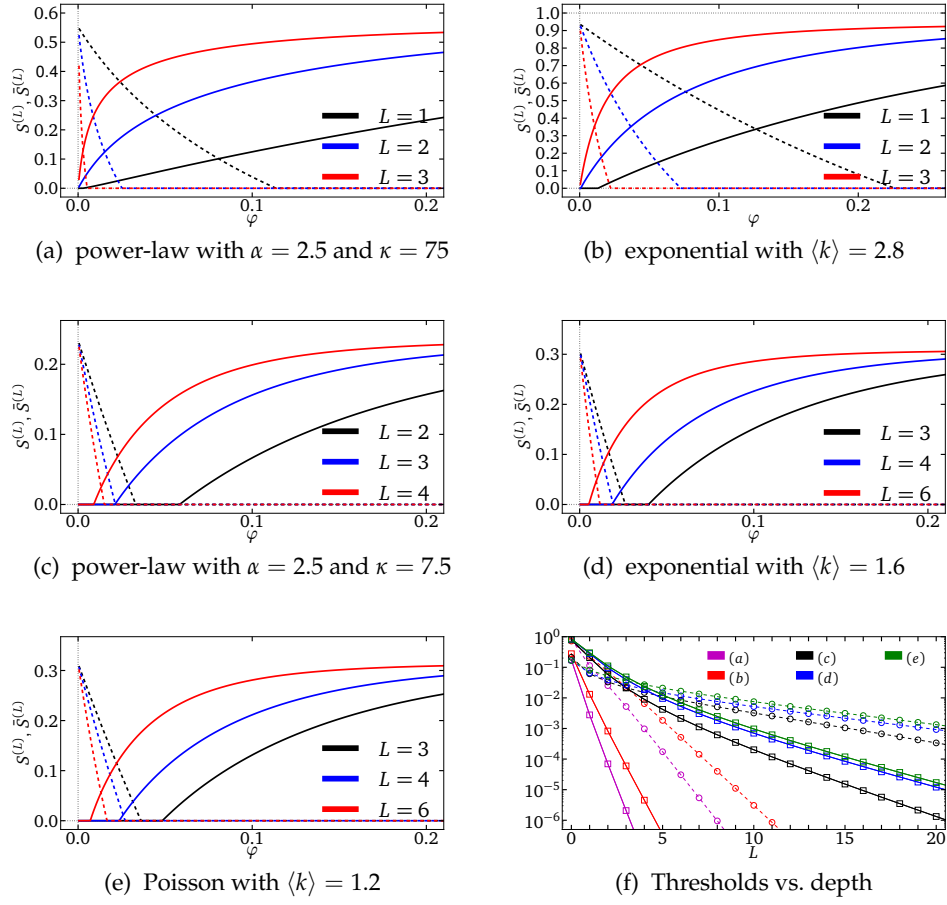 S^(L), S̄^(L)
0.6
0.5
0.4
0.3
0.2
0.1
0.0
L = 1
L = 2
L = 3
0.0 0.1 0.2
φ
(a) power-law with α = 2.5 and κ = 75
S^(L), S̄^(L)
1.0
0.9
0.8
0.7
0.6
0.5
0.4
0.3
0.2
0.1
0.0
L = 1
L = 2
L = 3
0.0 0.1 0.2
φ
(b) exponential with ⟨k⟩ = 2.8
S^(L), S̄^(L)
0.2
0.1
0.0
L = 2
L = 3
L = 4
0.0 0.1 0.2
φ
(c) power-law with α = 2.5 and κ = 7.5
S^(L), S̄^(L)
0.3
0.2
0.1
0.0
L = 3
L = 4
L = 6
0.0 0.1 0.2
φ
(d) exponential with ⟨k⟩ = 1.6
S^(L), S̄^(L)
0.3
0.2
0.1
0.0
L = 3
L = 4
L = 6
0.0 0.1 0.2
φ
(e) Poisson with ⟨k⟩ = 1.2
10^0
10^-1
10^-2
10^-3
10^-4
10^-5
10^-6
(a) (c) (e)
(b) (d)
0 5 10 15 20
L
(f) Thresholds vs. depth